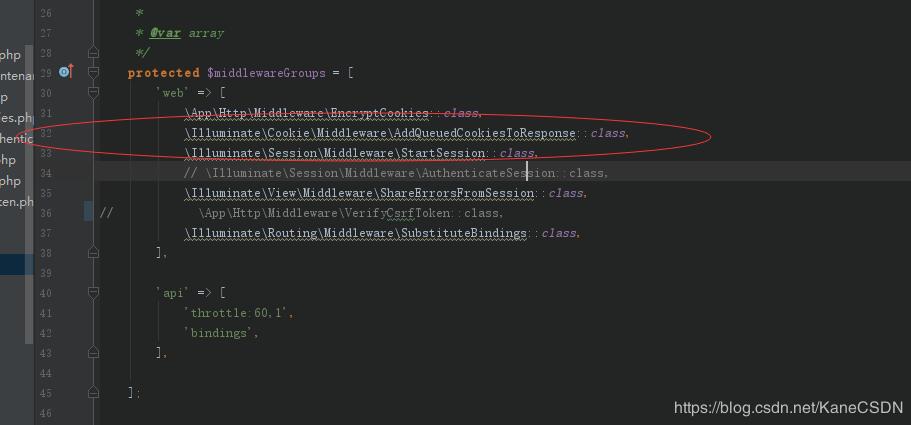 26 *
27 * @var array
php 28 */
ntenan 29 protected $middlewareGroups = [
p 30 'web' => [
es.ph 31 \App\Http\Middleware\EncryptCookies::class,
thentic 32 \Illuminate\Cookie\Middleware\AddQueuedCookiesToResponse::class,
php 33 \Illuminate\Session\Middleware\StartSession::class,
php 34 // \Illuminate\Session\Middleware\AuthenticateSession::class,
ten.ph 35 \Illuminate\View\Middleware\ShareErrorsFromSession::class,
36 // \App\Http\Middleware\VerifyCsrfToken::class,
37 \Illuminate\Routing\Middleware\SubstituteBindings::class,
38 ],
39
40 'api' => [
41 'throttle:60,1',
42 'bindings',
43 ],
44
45 ];
46
https://blog.csdn.net/KaneCSDN